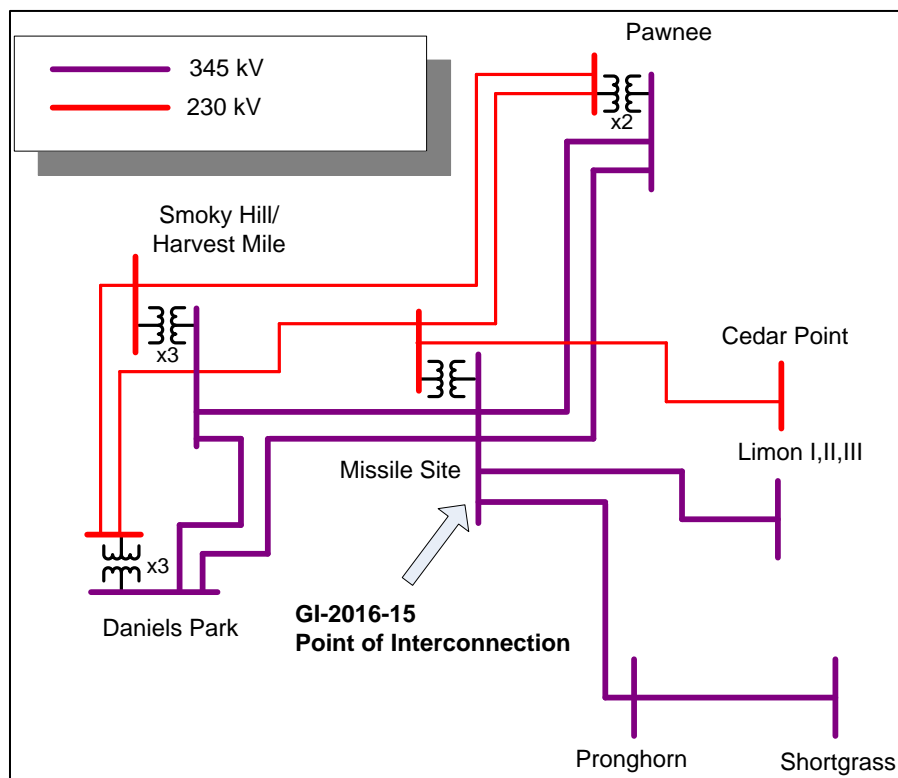 Pawnee
345 kV
230 kV
x2
Smoky Hill/
Harvest Mile
x3
Cedar Point
Limon I,II,III
Missile Site
x3
GI-2016-15
Point of Interconnection
Daniels Park
Pronghorn
Shortgrass